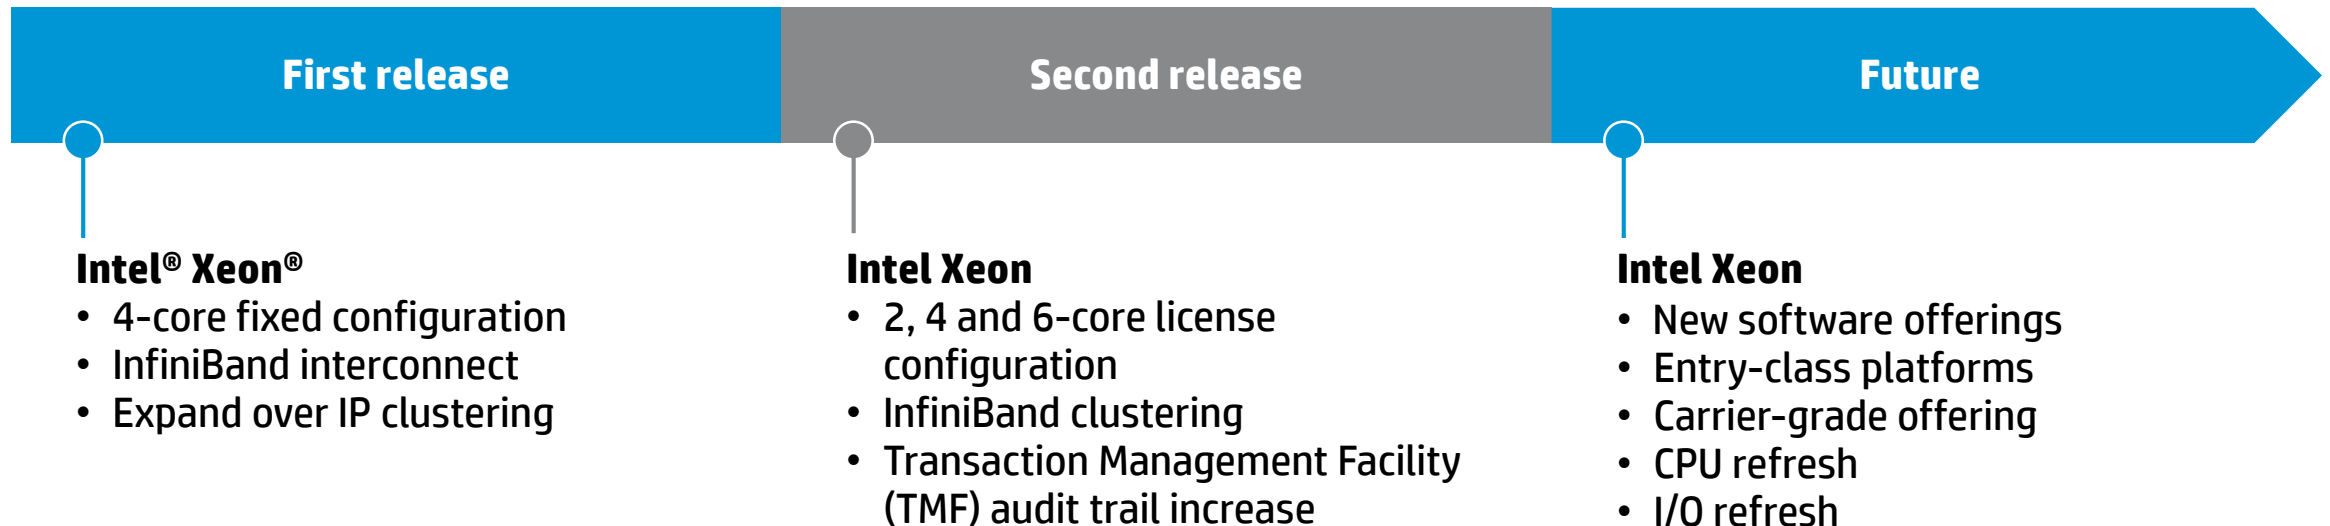 First release
Second release
Future
Intel® Xeon®
• 4-core fixed configuration
• InfiniBand interconnect
• Expand over IP clustering
Intel Xeon
• 2, 4 and 6-core license
configuration
• InfiniBand clustering
• Transaction Management Facility
(TMF) audit trail increase
Intel Xeon
• New software offerings
• Entry-class platforms
• Carrier-grade offering
• CPU refresh
• I/O refresh